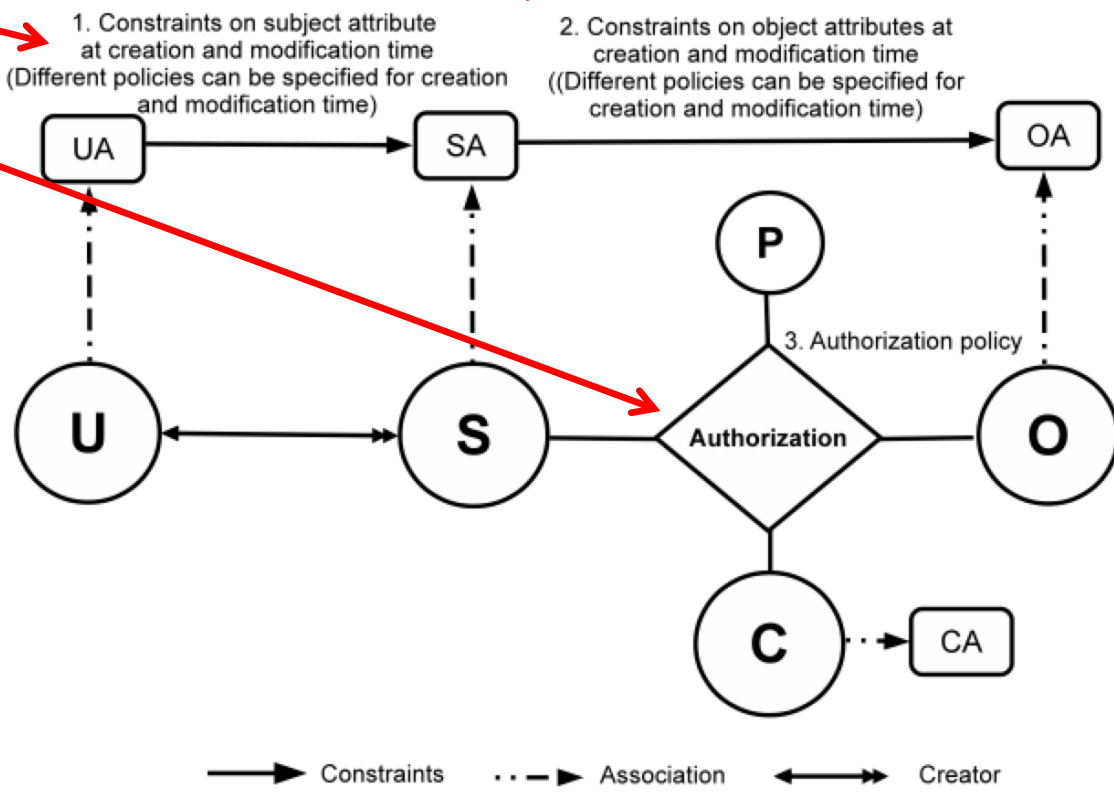 1. Constraints on subject attribute
at creation and modification time
(Different policies can be specified for creation
and modification time)
2. Constraints on object attributes at
creation and modification time
((Different policies can be specified for
creation and modification time)
UA
SA
OA
P
3. Authorization policy
U
S
Authorization
O
C
CA
Constraints
Association
Creator